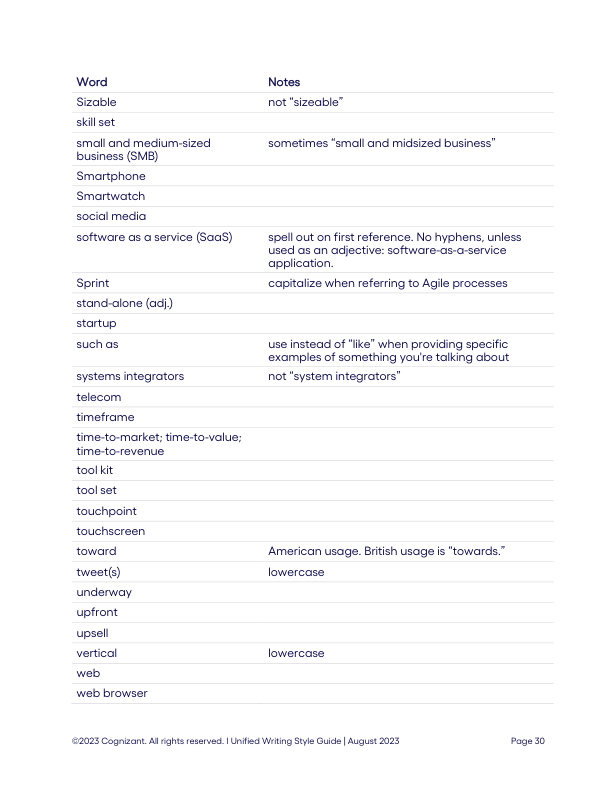 Word Notes
Sizable not “sizeable”
skill set
small and medium-sized sometimes “small and midsized business”
business (SMB)
Smartphone
Smartwatch
social media
software as a service (SaaS) spell out on first reference. No hyphens, unless
used as an adjective: software-as-a-service
application.
Sprint capitalize when referring to Agile processes
stand-alone (adj.)
startup
such as use instead of “like” when providing specific
examples of something you're talking about
systems integrators not “system integrators”
telecom
timeframe
time-to-market; time-to-value;
time-to-revenue
tool kit
tool set
touchpoint
touchscreen
toward American usage. British usage is “towards.”
tweet(s) lowercase
underway
upfront
upsell
vertical lowercase
web
web browser
©2023 Cognizant. All rights reserved. I Unified Writing Style Guide | August 2023 Page 30